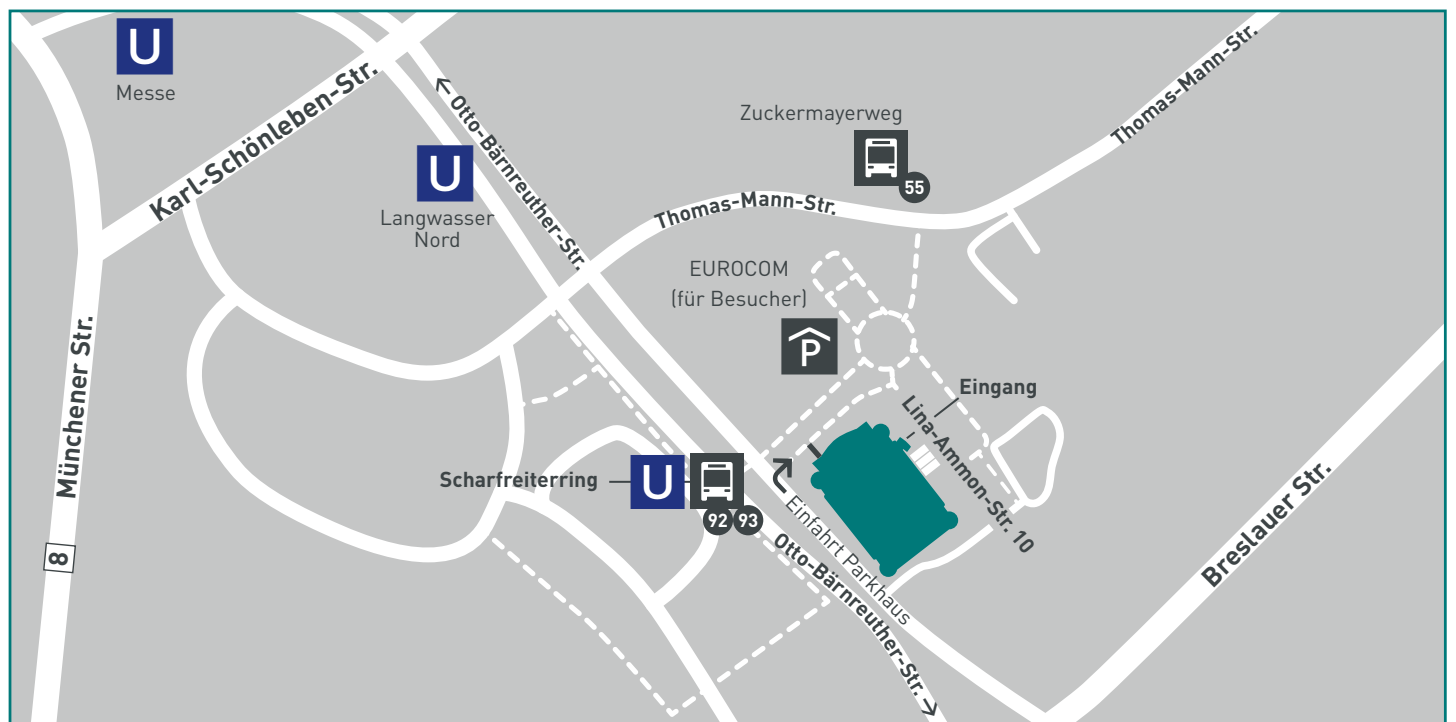 U
Messe
Karl-Schönleben-Str.
← Otto-Bärnreuther-Str.
Thomas-Mann-Str.
Zuckermayerweg
55
U
Langwasser
Nord
Thomas-Mann-Str.
EUROCOM
(für Besucher)
P
Münchener Str.
8
Eingang
Lina-Ammon-Str. 10
Scharfreiterring
U
92
93
Einfahrt Parkhaus
Otto-Bärnreuther-Str. →
Breslauer Str.